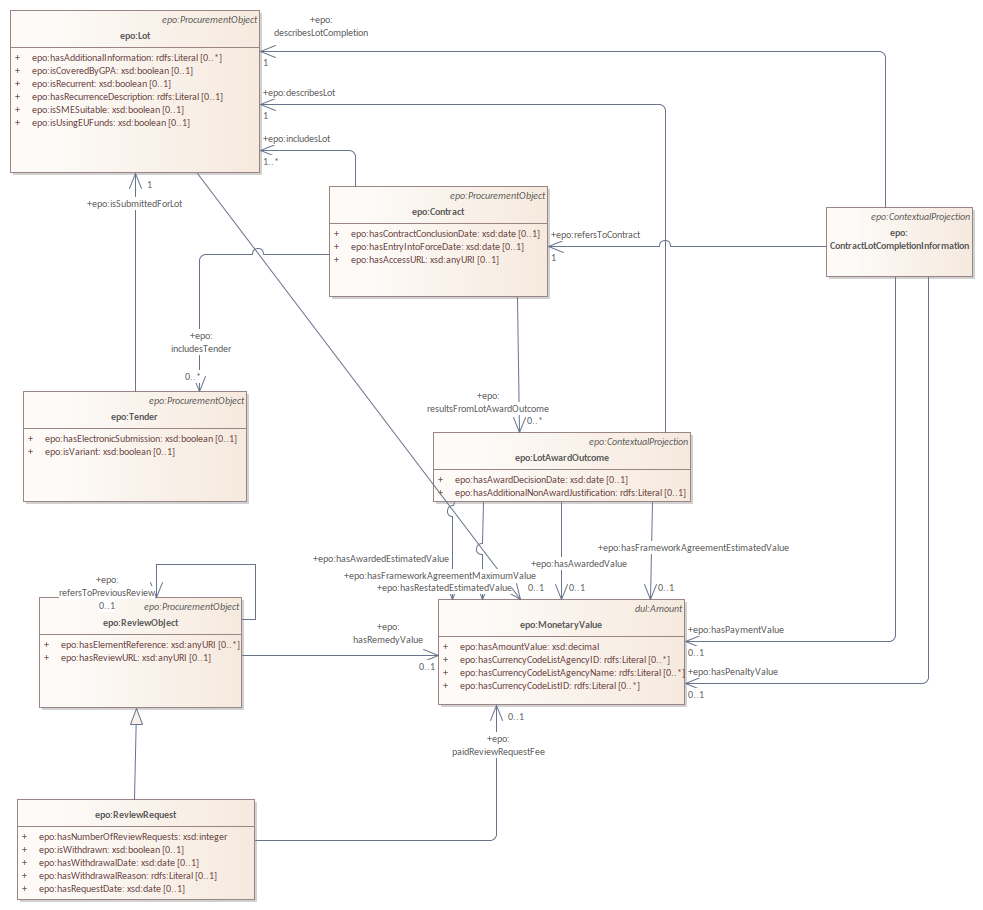 epo:ProcurementObject
epo:Lot
+ epo:hasAdditionalInformation: rdfs:Literal [0..*]
+ epo:isCoveredByGPA: xsd:boolean [0..1]
+ epo:isRecurrent: xsd:boolean [0..1]
+ epo:hasRecurrenceDescription: rdfs:Literal [0..1]
+ epo:isSMESuitable: xsd:boolean [0..1]
+ epo:isUsingEUFunds: xsd:boolean [0..1]
+epo:
describesLotCompletion
1
+epo:describesLot
1
+epo:includesLot
1..*
epo:ProcurementObject
epo:Contract
+ epo:hasContractConclusionDate: xsd:date [0..1]
+ epo:hasEntryIntoForceDate: xsd:date [0..1]
+ epo:hasAccessURL: xsd:anyURI [0..1]
+epo:refersToContract
1
epo:ContextualProjection
epo:
ContractLotCompletionInformation
1
+epo:isSubmittedForLot
+epo:
includesTender
0..*
epo:ProcurementObject
epo:Tender
+ epo:hasElectronicSubmission: xsd:boolean [0..1]
+ epo:isVariant: xsd:boolean [0..1]
+epo:
resultsFromLotAwardOutcome
0..*
epo:ContextualProjection
epo:LotAwardOutcome
+ epo:hasAwardDecisionDate: xsd:date [0..1]
+ epo:hasAdditionalNonAwardJustification: rdfs:Literal [0..1]
+epo:hasFrameworkAgreementEstimatedValue
+epo:hasAwardedEstimatedValue
+epo:hasAwardedValue
+epo:hasFrameworkAgreementMaximumValue
+epo:hasRestatedEstimatedValue
0..1
0..1
0..1
+epo:
refersToPreviousReview
0..1
epo:ProcurementObject
epo:ReviewObject
+ epo:hasElementReference: xsd:anyURI [0..*]
+ epo:hasReviewURL: xsd:anyURI [0..1]
+epo:
hasRemedyValue
0..1
dul:Amount
epo:MonetaryValue
+ epo:hasAmountValue: xsd:decimal
+ epo:hasCurrencyCodeListAgencyID: rdfs:Literal [0..*]
+ epo:hasCurrencyCodeListAgencyName: rdfs:Literal [0..*]
+ epo:hasCurrencyCodeListID: rdfs:Literal [0..*]
+epo:hasPaymentValue
0..1
+epo:hasPenaltyValue
0..1
0..1
+epo:
paidReviewRequestFee
epo:ReviewRequest
+ epo:hasNumberOfReviewRequests: xsd:integer
+ epo:isWithdrawn: xsd:boolean [0..1]
+ epo:hasWithdrawalDate: xsd:date [0..1]
+ epo:hasWithdrawalReason: rdfs:Literal [0..1]
+ epo:hasRequestDate: xsd:date [0..1]